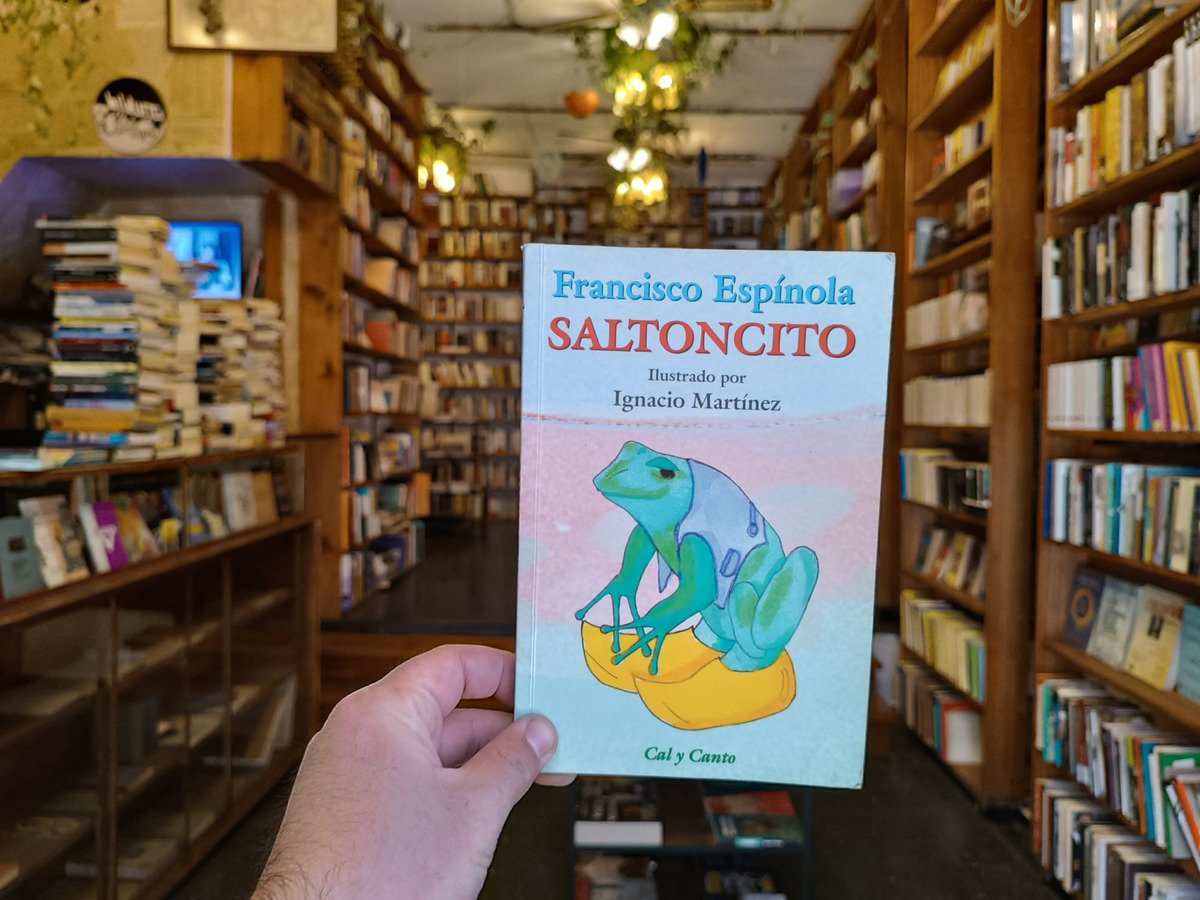 Francisco Espínola
SALTONCITO
Ilustrado por
Ignacio Martínez
Cal y Canto